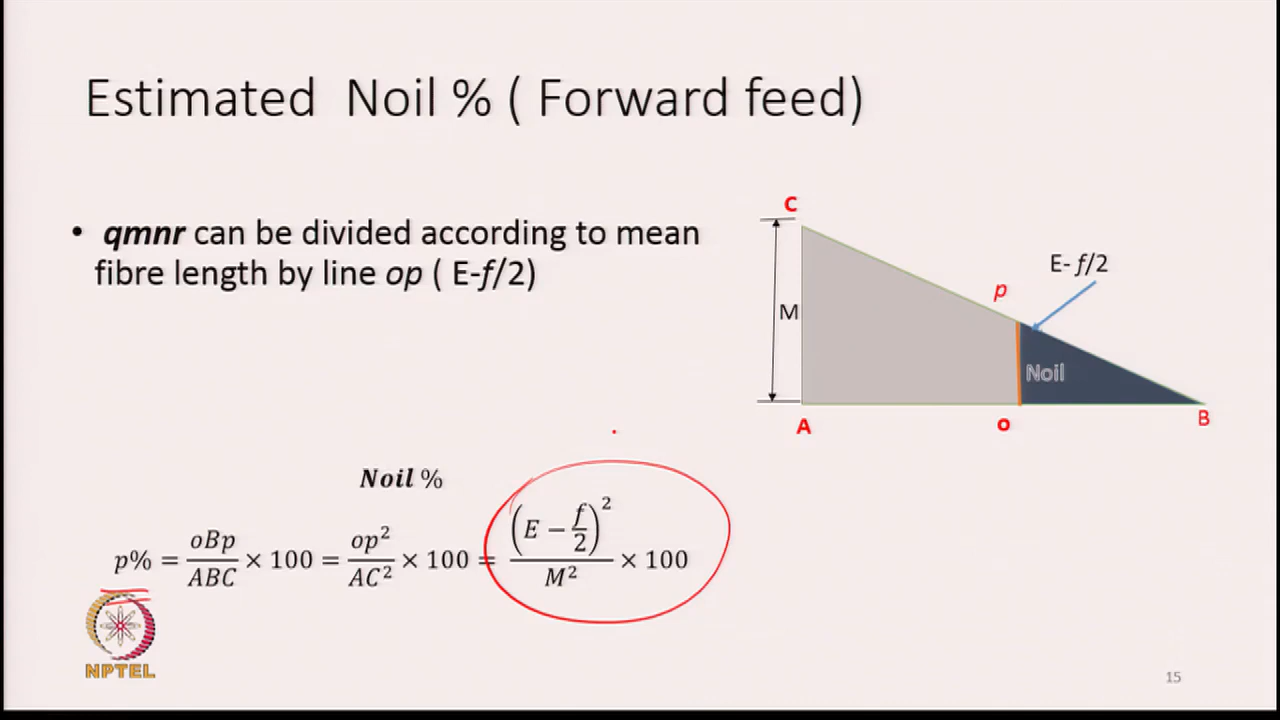 Estimated Noil % ( Forward feed)
• qmnr can be divided according to mean
fibre length by line op ( E-f/2)
C
E- f/2
p
M
Noil
A
o
B
Noil %
p% = oBp/ABC × 100 = op²/AC² × 100 = (E − f/2)²/M² × 100
NPTEL
15